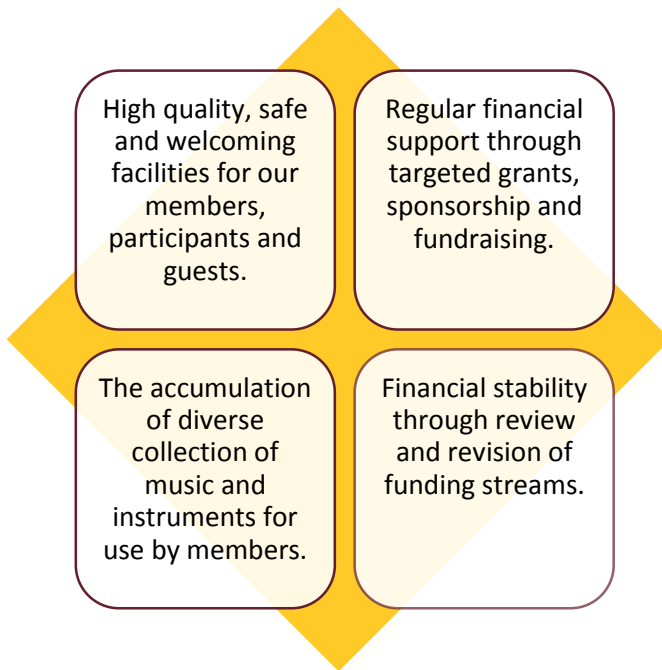 High quality, safe
and welcoming
facilities for our
members,
participants and
guests.
Regular financial
support through
targeted grants,
sponsorship and
fundraising.
The accumulation
of diverse
collection of
music and
instruments for
use by members.
Financial stability
through review
and revision of
funding streams.